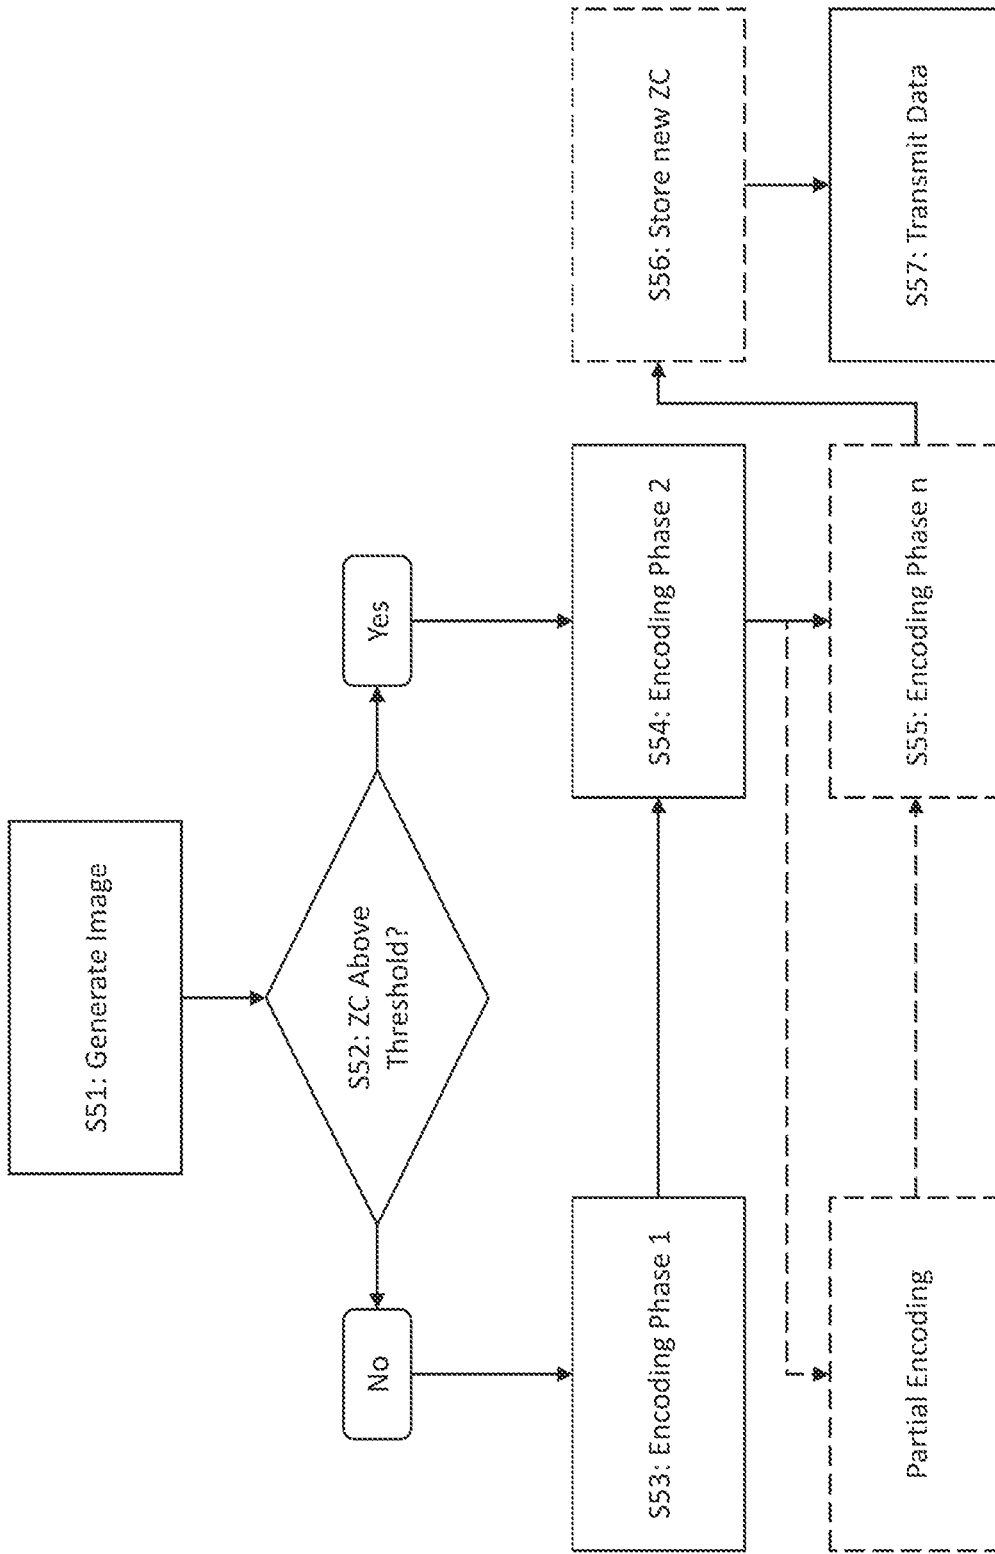 S51: Generate Image
S52: ZC Above
Threshold?
No
Yes
S53: Encoding Phase 1
S54: Encoding Phase 2
Partial Encoding
S55: Encoding Phase n
S56: Store new ZC
S57: Transmit Data